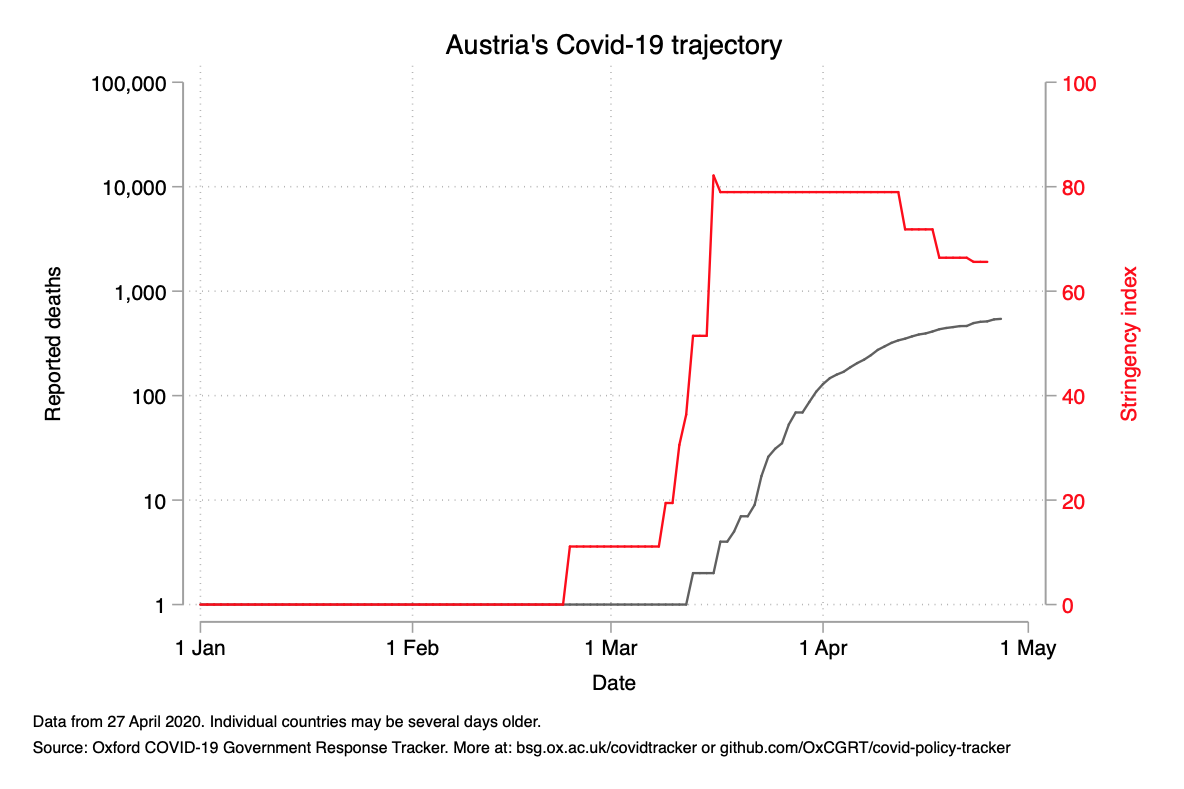 Austria's Covid-19 trajectory
100,000
10,000
1,000
100
10
1
Reported deaths
100
80
60
40
20
0
Stringency index
1 Jan
1 Feb
1 Mar
1 Apr
1 May
Date
Data from 27 April 2020. Individual countries may be several days older.
Source: Oxford COVID-19 Government Response Tracker. More at: bsg.ox.ac.uk/covidtracker or github.com/OxCGRT/covid-policy-tracker